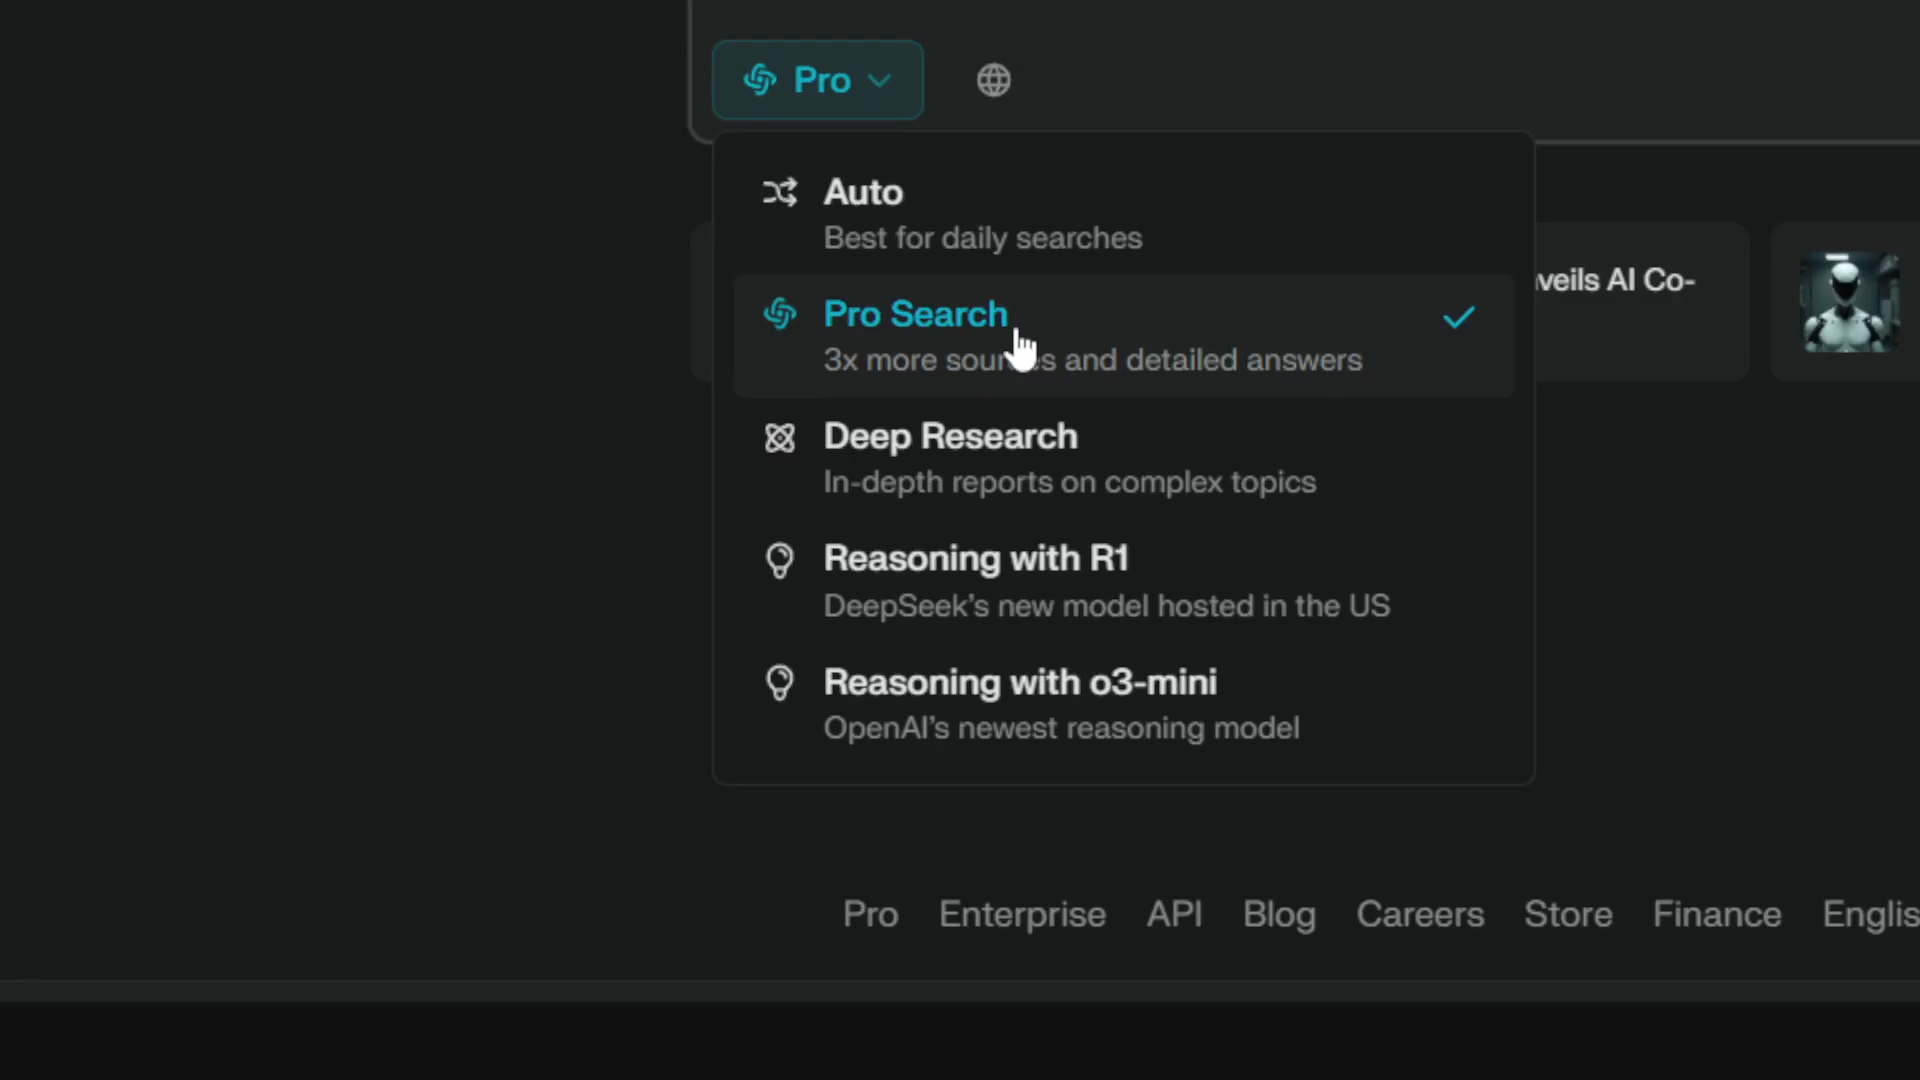 Pro
Auto
Best for daily searches
veils AI Co-
Pro Search
3x more sources and detailed answers
Deep Research
In-depth reports on complex topics
Reasoning with R1
DeepSeek's new model hosted in the US
Reasoning with o3-mini
OpenAI's newest reasoning model
Pro Enterprise API Blog Careers Store Finance Englis